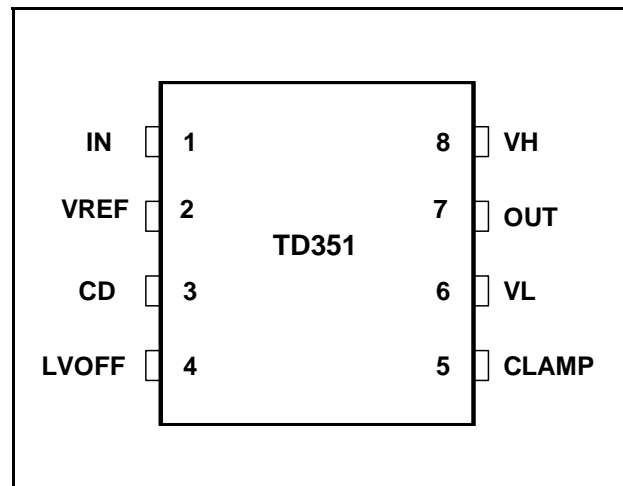 IN 1 8 VH
VREF 2 7 OUT
TD351
CD 3 6 VL
LVOFF 4 5 CLAMP